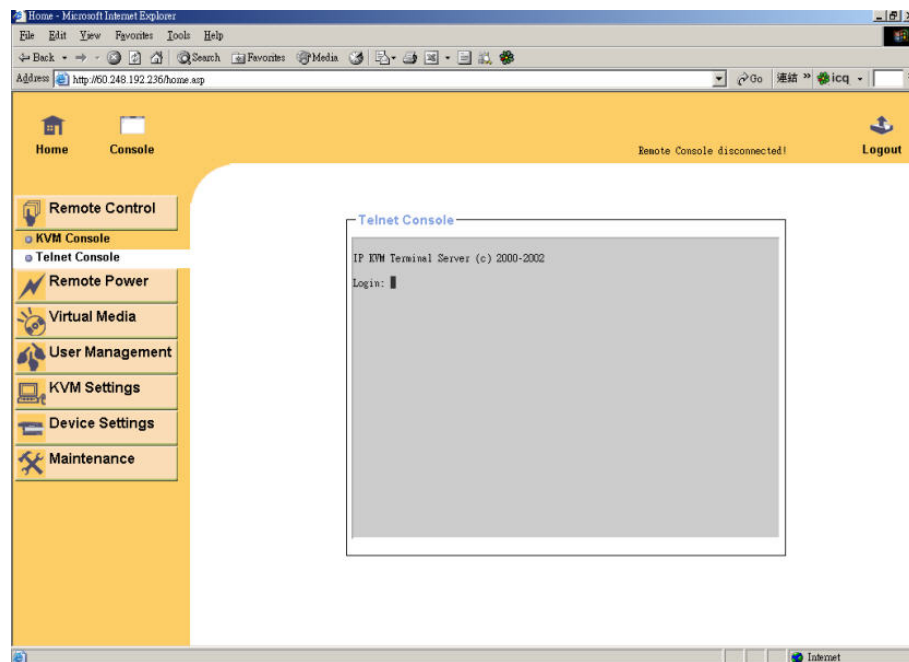 Home - Microsoft Internet Explorer
File Edit View Favorites Tools Help
Back Search Favorites Media
Address http://60.248.192.236/home.asp Go 連結 » icq
Home Console Remote Console disconnected! Logout
Remote Control
KVM Console
Telnet Console
Remote Power
Virtual Media
User Management
KVM Settings
Device Settings
Maintenance
Telnet Console
IP KVM Terminal Server (c) 2000-2002
Login:
Internet